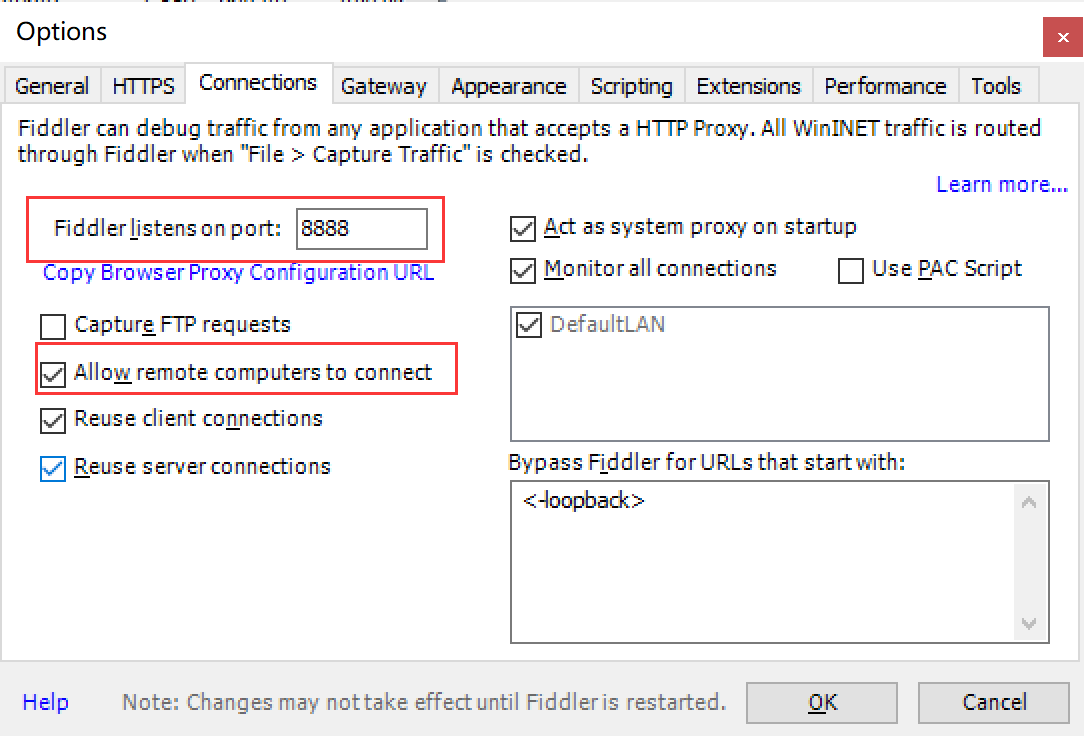 Options
General HTTPS Connections Gateway Appearance Scripting Extensions Performance Tools
Fiddler can debug traffic from any application that accepts a HTTP Proxy. All WinINET traffic is routed
through Fiddler when "File > Capture Traffic" is checked.
Learn more...
Fiddler listens on port: 8888
Copy Browser Proxy Configuration URL
Capture FTP requests
Allow remote computers to connect
Reuse client connections
Reuse server connections
Act as system proxy on startup
Monitor all connections Use PAC Script
DefaultLAN
Bypass Fiddler for URLs that start with:
<-loopback>
Help Note: Changes may not take effect until Fiddler is restarted. OK Cancel